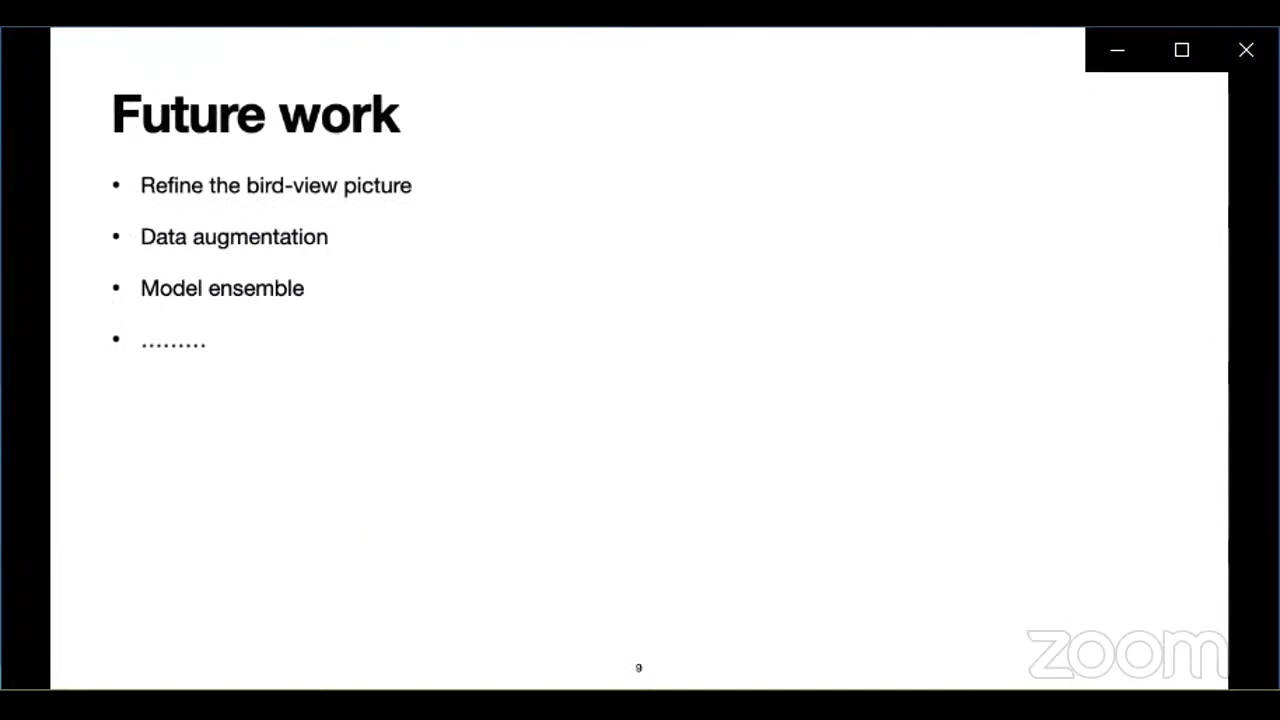 Future work
• Refine the bird-view picture
• Data augmentation
• Model ensemble
• .........
9
zoom